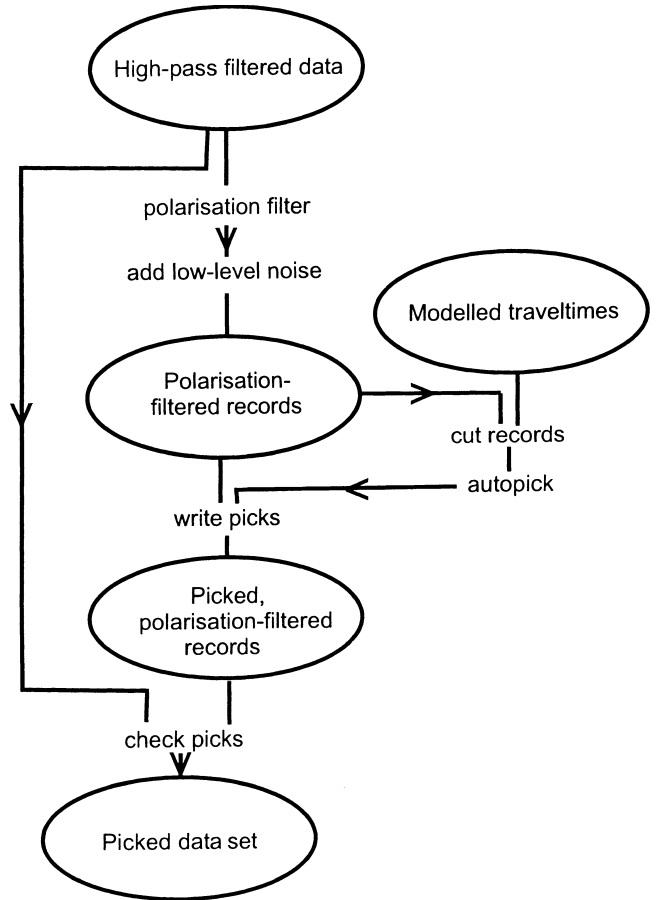 High-pass filtered data
polarisation filter
add low-level noise
Modelled traveltimes
Polarisation-
filtered records
cut records
autopick
write picks
Picked,
polarisation-filtered
records
check picks
Picked data set